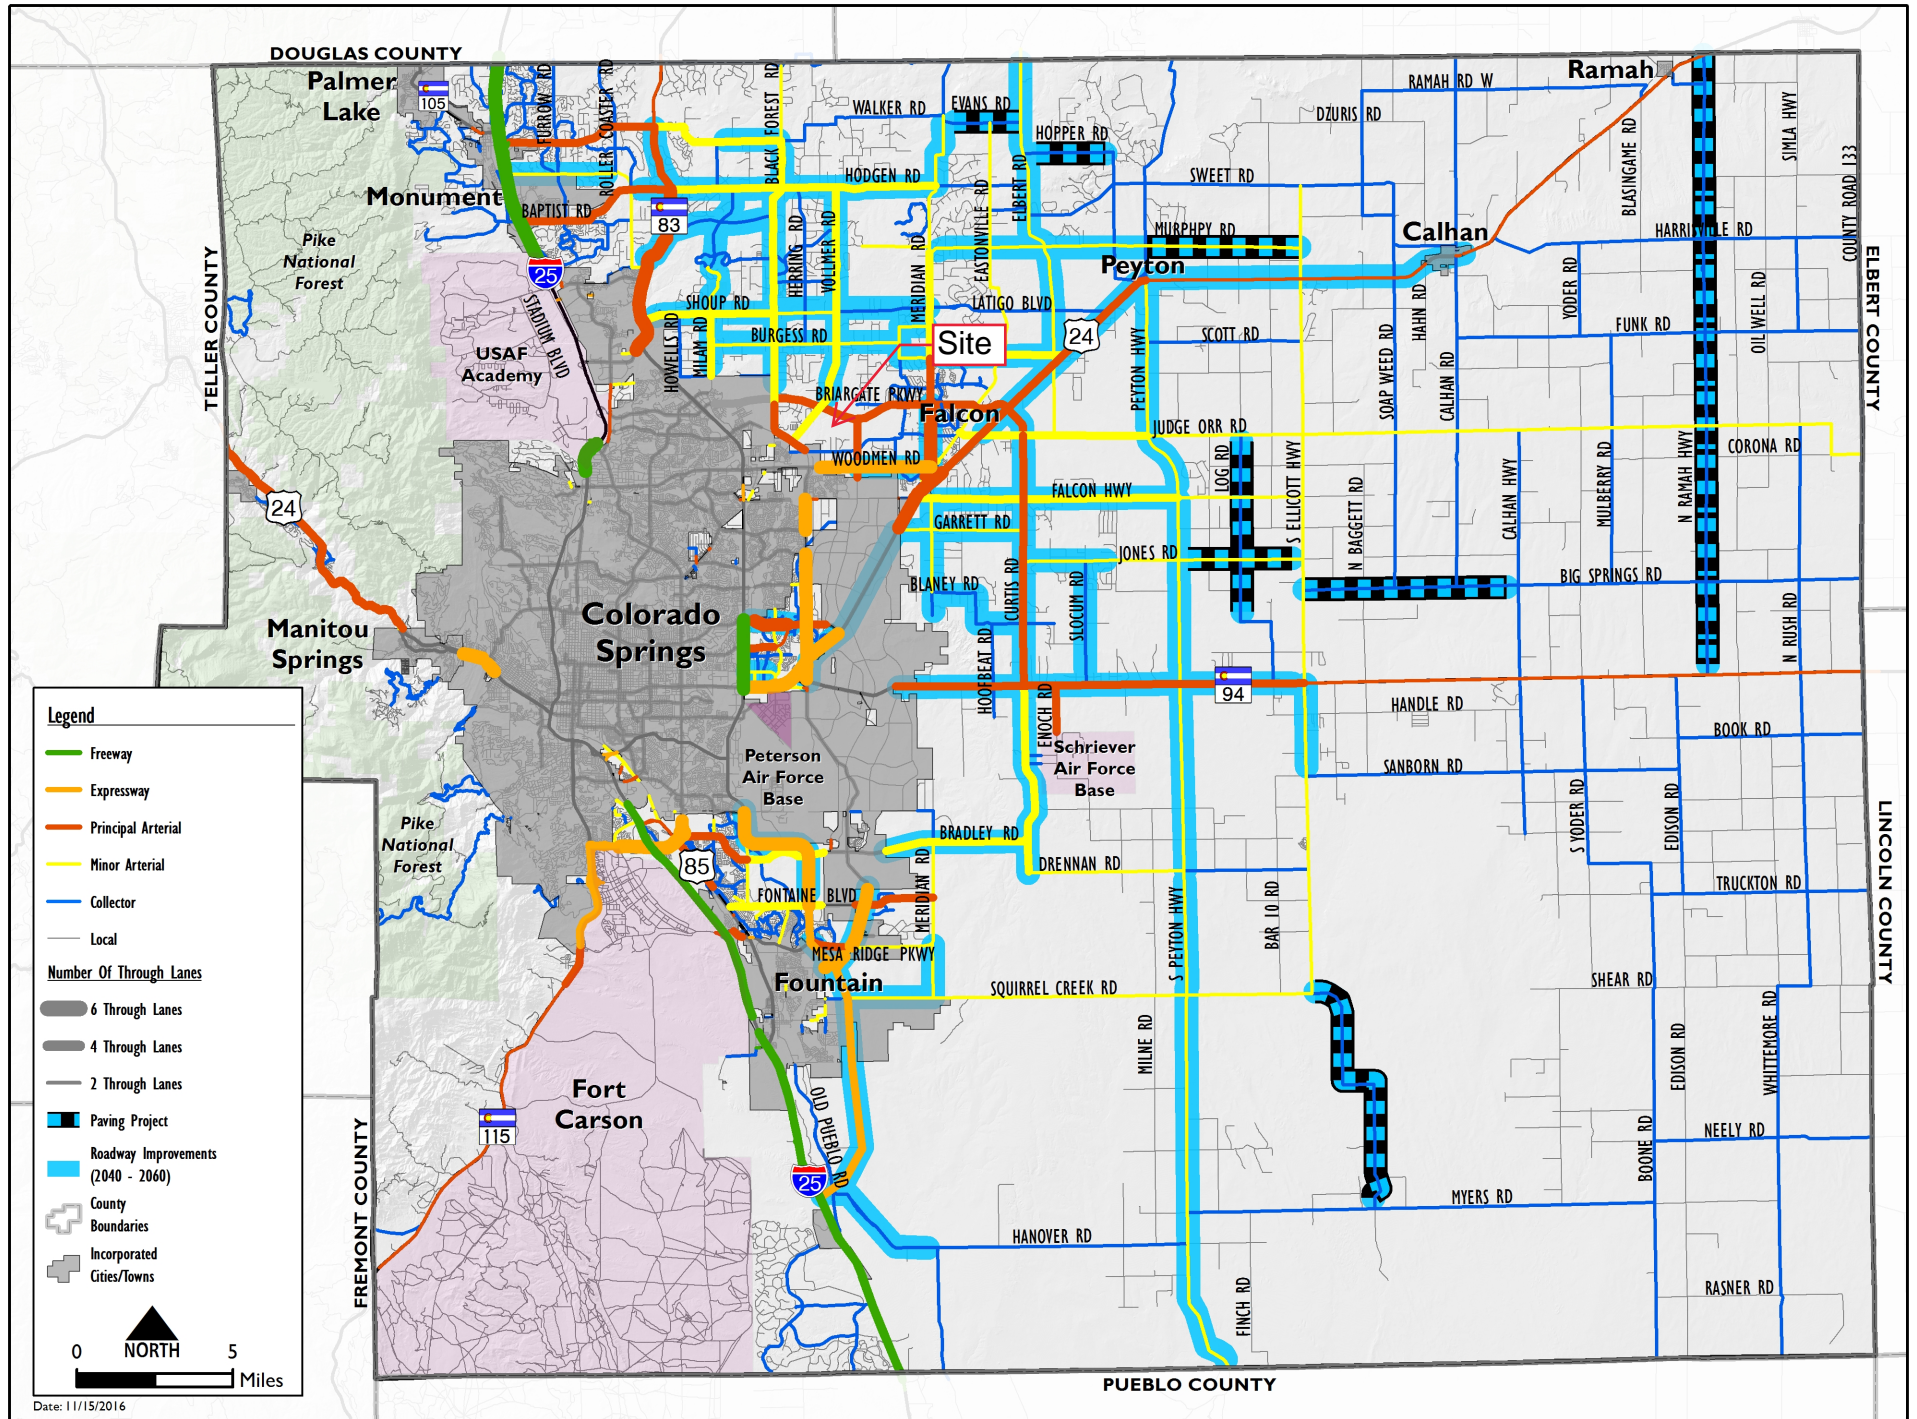 DOUGLAS COUNTY
Palmer
Lake
105
FURROW RD
ROLLER COASTER RD
BLACK FOREST RD
WALKER RD
EVANS RD
HOPPER RD
DZURIS RD
RAMAH RD W
Ramah
BLASINGAME RD
SIMLA HWY
COUNTY ROAD 133
Monument
BAPTIST RD
83
HODGEN RD
HERRING RD
VOLLMER RD
MERIDIAN RD
EASTONVILLE RD
ELBERT RD
SWEET RD
MURPHPY RD
Calhan
HARRISVILLE RD
Pike
National
Forest
25
TELLER COUNTY
STADIUM BLVD
USAF
Academy
SHOUP RD
HOWELLS RD
MILAM RD
BURGESS RD
Site
LATIGO BLVD
Peyton
24
PEYTON HWY
SCOTT RD
SOAP WEED RD
HAHN RD
CALHAN RD
YODER RD
FUNK RD
OIL WELL RD
ELBERT COUNTY
BRIARGATE PKWY
Falcon
JUDGE ORR RD
WOODMEN RD
FALCON HWY
LOG RD
S ELLICOTT HWY
N BAGGETT RD
CALHAN HWY
MULBERRY RD
N RAMAH HWY
CORONA RD
24
GARRETT RD
JONES RD
BLANEY RD
CURTIS RD
SLOCUM RD
BIG SPRINGS RD
N RUSH RD
Manitou
Springs
Colorado
Springs
HOOFBEAT RD
94
ENOCH RD
HANDLE RD
BOOK RD
Schriever
Air Force
Base
Peterson
Air Force
Base
SANBORN RD
Pike
National
Forest
85
BRADLEY RD
DRENNAN RD
S YODER RD
EDISON RD
LINCOLN COUNTY
FONTAINE BLVD
MERIDIAN RD
S PEYTON HWY
BAR 10 RD
TRUCKTON RD
MESA RIDGE PKWY
Fountain
SQUIRREL CREEK RD
SHEAR RD
MILNE RD
EDISON RD
WHITTEMORE RD
Fort
Carson
115
OLD PUEBLO RD
25
BOONE RD
NEELY RD
MYERS RD
FREMONT COUNTY
HANOVER RD
FINCH RD
RASNER RD
PUEBLO COUNTY
Legend
Freeway
Expressway
Principal Arterial
Minor Arterial
Collector
Local
Number Of Through Lanes
6 Through Lanes
4 Through Lanes
2 Through Lanes
Paving Project
Roadway Improvements
(2040 - 2060)
County
Boundaries
Incorporated
Cities/Towns
NORTH
0 5
Miles
Date: 11/15/2016